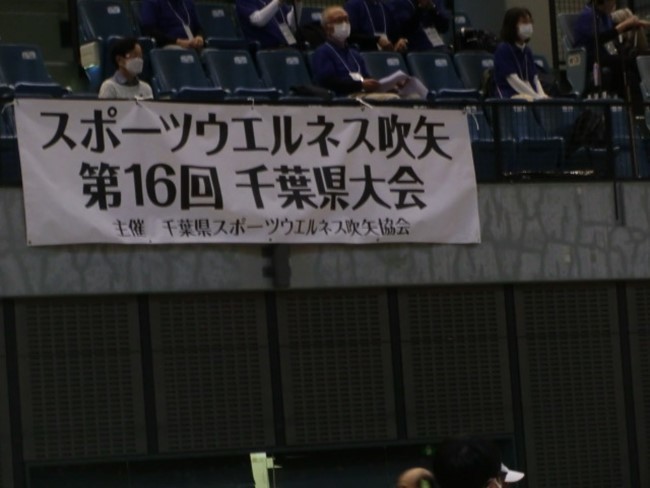 スポーツウエルネス吹矢
第16回 千葉県大会
主催 千葉県スポーツウエルネス吹矢協会